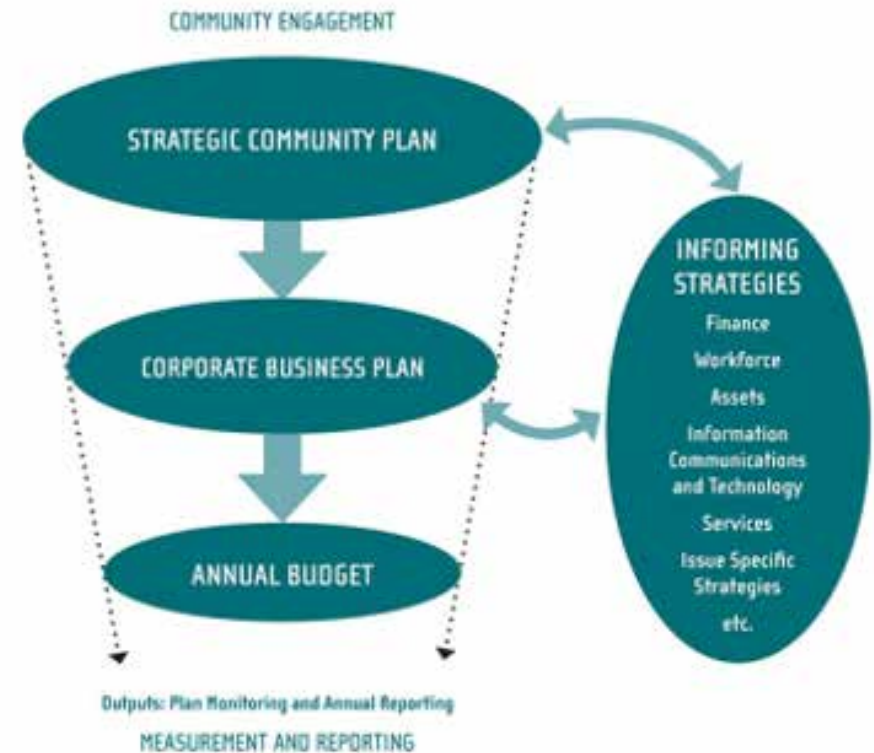 COMMUNITY ENGAGEMENT
STRATEGIC COMMUNITY PLAN
CORPORATE BUSINESS PLAN
ANNUAL BUDGET
INFORMING
STRATEGIES
Finance
Workforce
Assets
Information
Communications
and Technology
Services
Issue Specific
Strategies
etc.
Outputs: Plan Monitoring and Annual Reporting
MEASUREMENT AND REPORTING